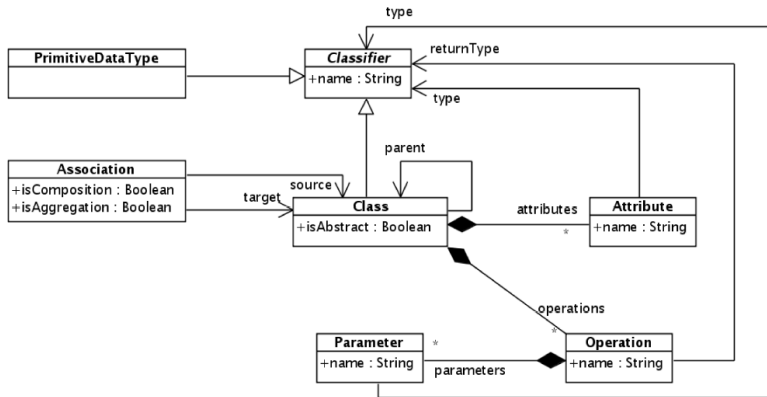 type
PrimitiveDataType
Classifier
+name : String
returnType
type
parent
Association
+isComposition : Boolean
+isAggregation : Boolean
source
target
Class
+isAbstract : Boolean
attributes
*
Attribute
+name : String
operations
*
Parameter
+name : String
*
parameters
Operation
+name : String